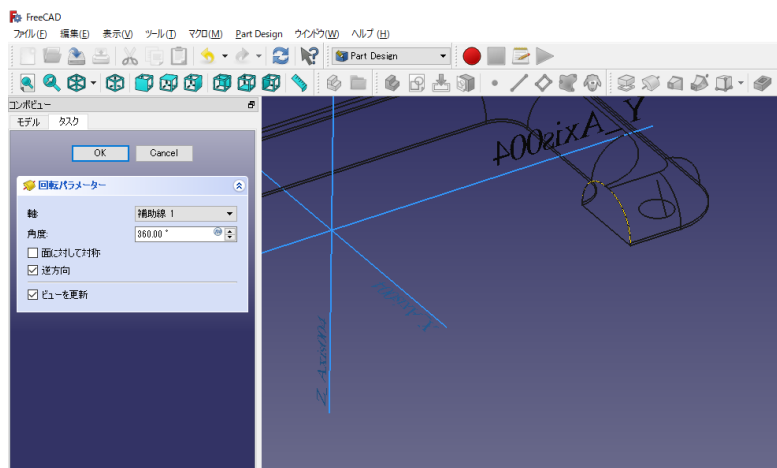 FreeCAD
ファイル(F) 編集(E) 表示(V) ツール(T) マクロ(M) Part Design ウインドウ(W) ヘルプ(H)
Part Design
コンボビュー
モデル タスク
OK Cancel
回転パラメーター
軸: 補助線 1
角度: 360.00 °
面に対して対称
逆方向
ビューを更新
Y_Axis004